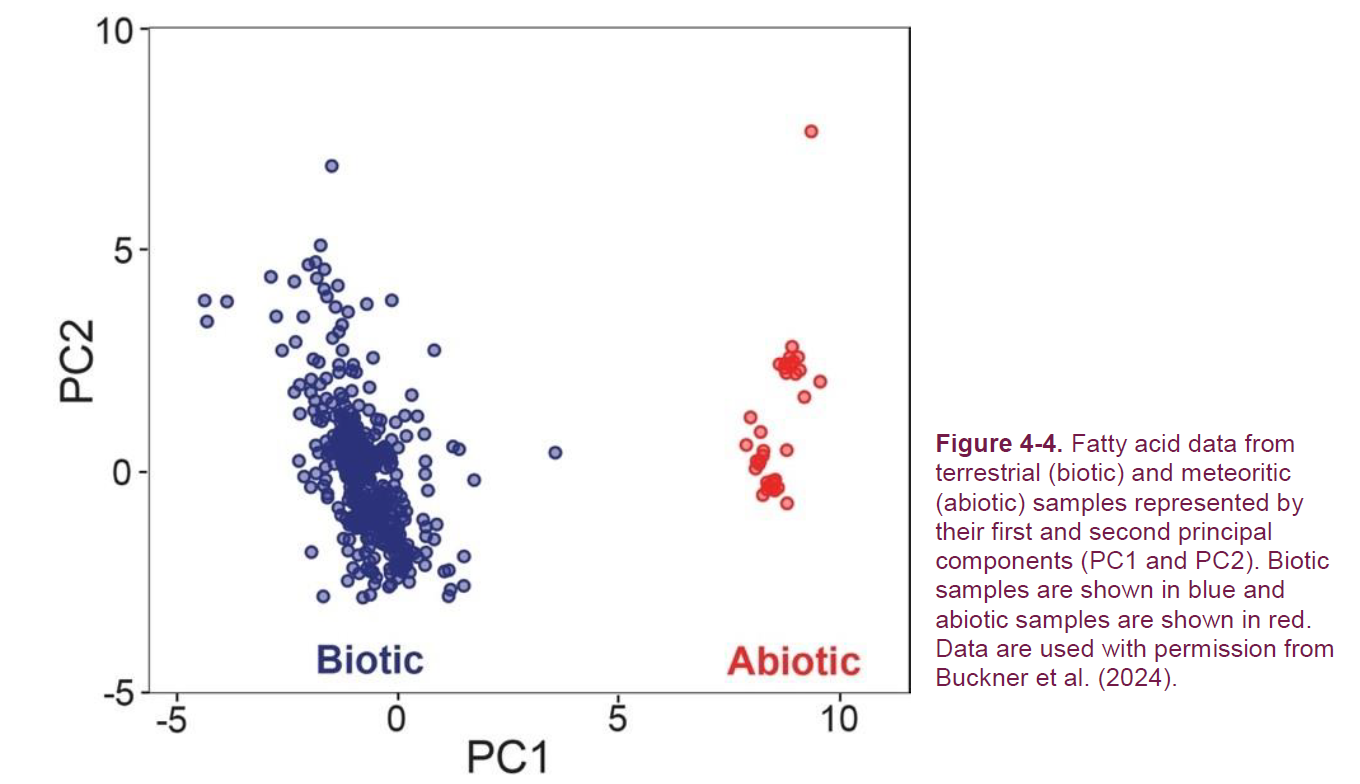 10
5
0
-5
PC2
Biotic
Abiotic
-5
0
5
10
PC1
Figure 4-4. Fatty acid data from
terrestrial (biotic) and meteoritic
(abiotic) samples represented by
their first and second principal
components (PC1 and PC2). Biotic
samples are shown in blue and
abiotic samples are shown in red.
Data are used with permission from
Buckner et al. (2024).